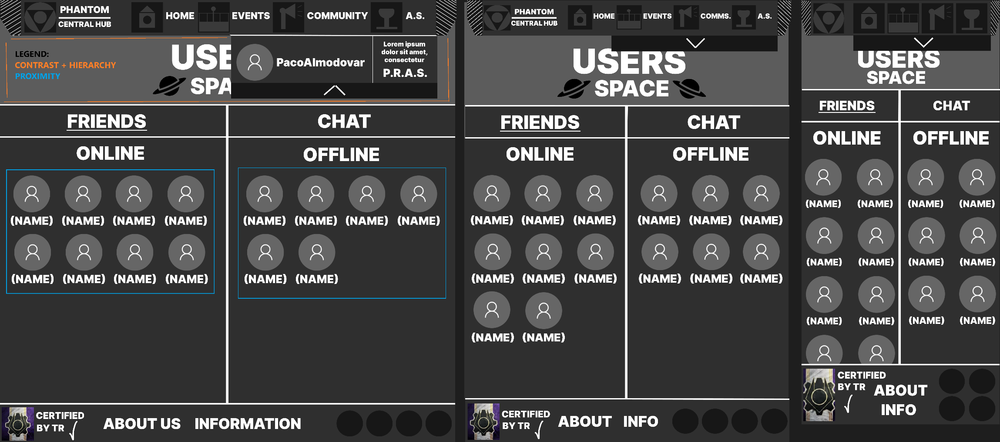 PHANTOM
CENTRAL HUB
HOME
EVENTS
COMMUNITY
A.S.
LEGEND:
CONTRAST + HIERARCHY
PROXIMITY
USE
SPA
PacoAlmodovar
Lorem ipsum
dolor sit amet,
consectetur
P.R.A.S.
FRIENDS
CHAT
ONLINE
OFFLINE
(NAME) (NAME) (NAME) (NAME)
(NAME) (NAME) (NAME) (NAME)
(NAME) (NAME) (NAME) (NAME)
(NAME) (NAME)
CERTIFIED
BY TR
ABOUT US
INFORMATION
PHANTOM
CENTRAL HUB
HOME
EVENTS
COMMS.
A.S.
USERS
SPACE
FRIENDS
CHAT
ONLINE
OFFLINE
(NAME) (NAME) (NAME)
(NAME) (NAME) (NAME)
(NAME) (NAME)
(NAME) (NAME) (NAME)
(NAME) (NAME) (NAME)
CERTIFIED
BY TR
ABOUT
INFO
USERS
SPACE
FRIENDS
CHAT
ONLINE
OFFLINE
(NAME) (NAME)
(NAME) (NAME)
(NAME) (NAME)
(NAME) (NAME)
(NAME) (NAME)
(NAME) (NAME)
CERTIFIED
BY TR
ABOUT
INFO